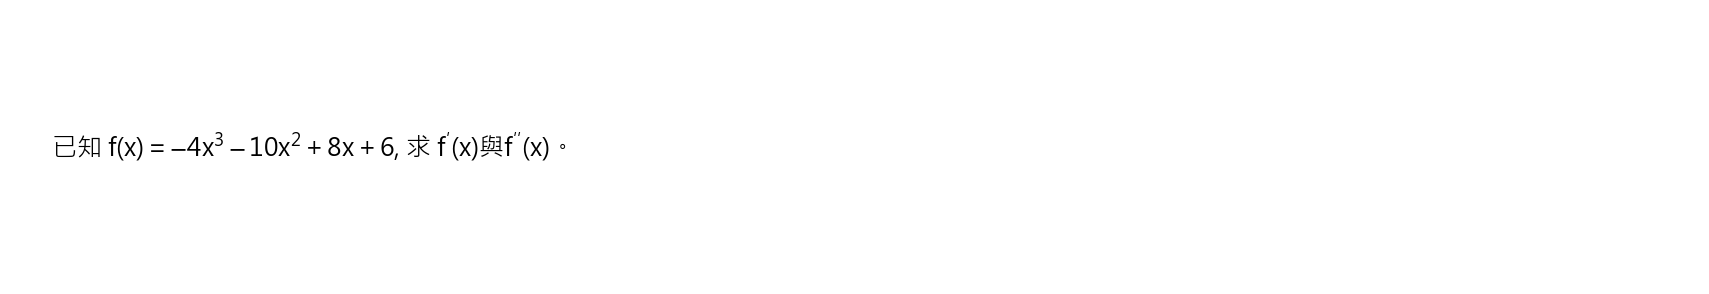 已知 f(x) = –4x³ – 10x² + 8x + 6, 求 f′(x)與f′′(x)。